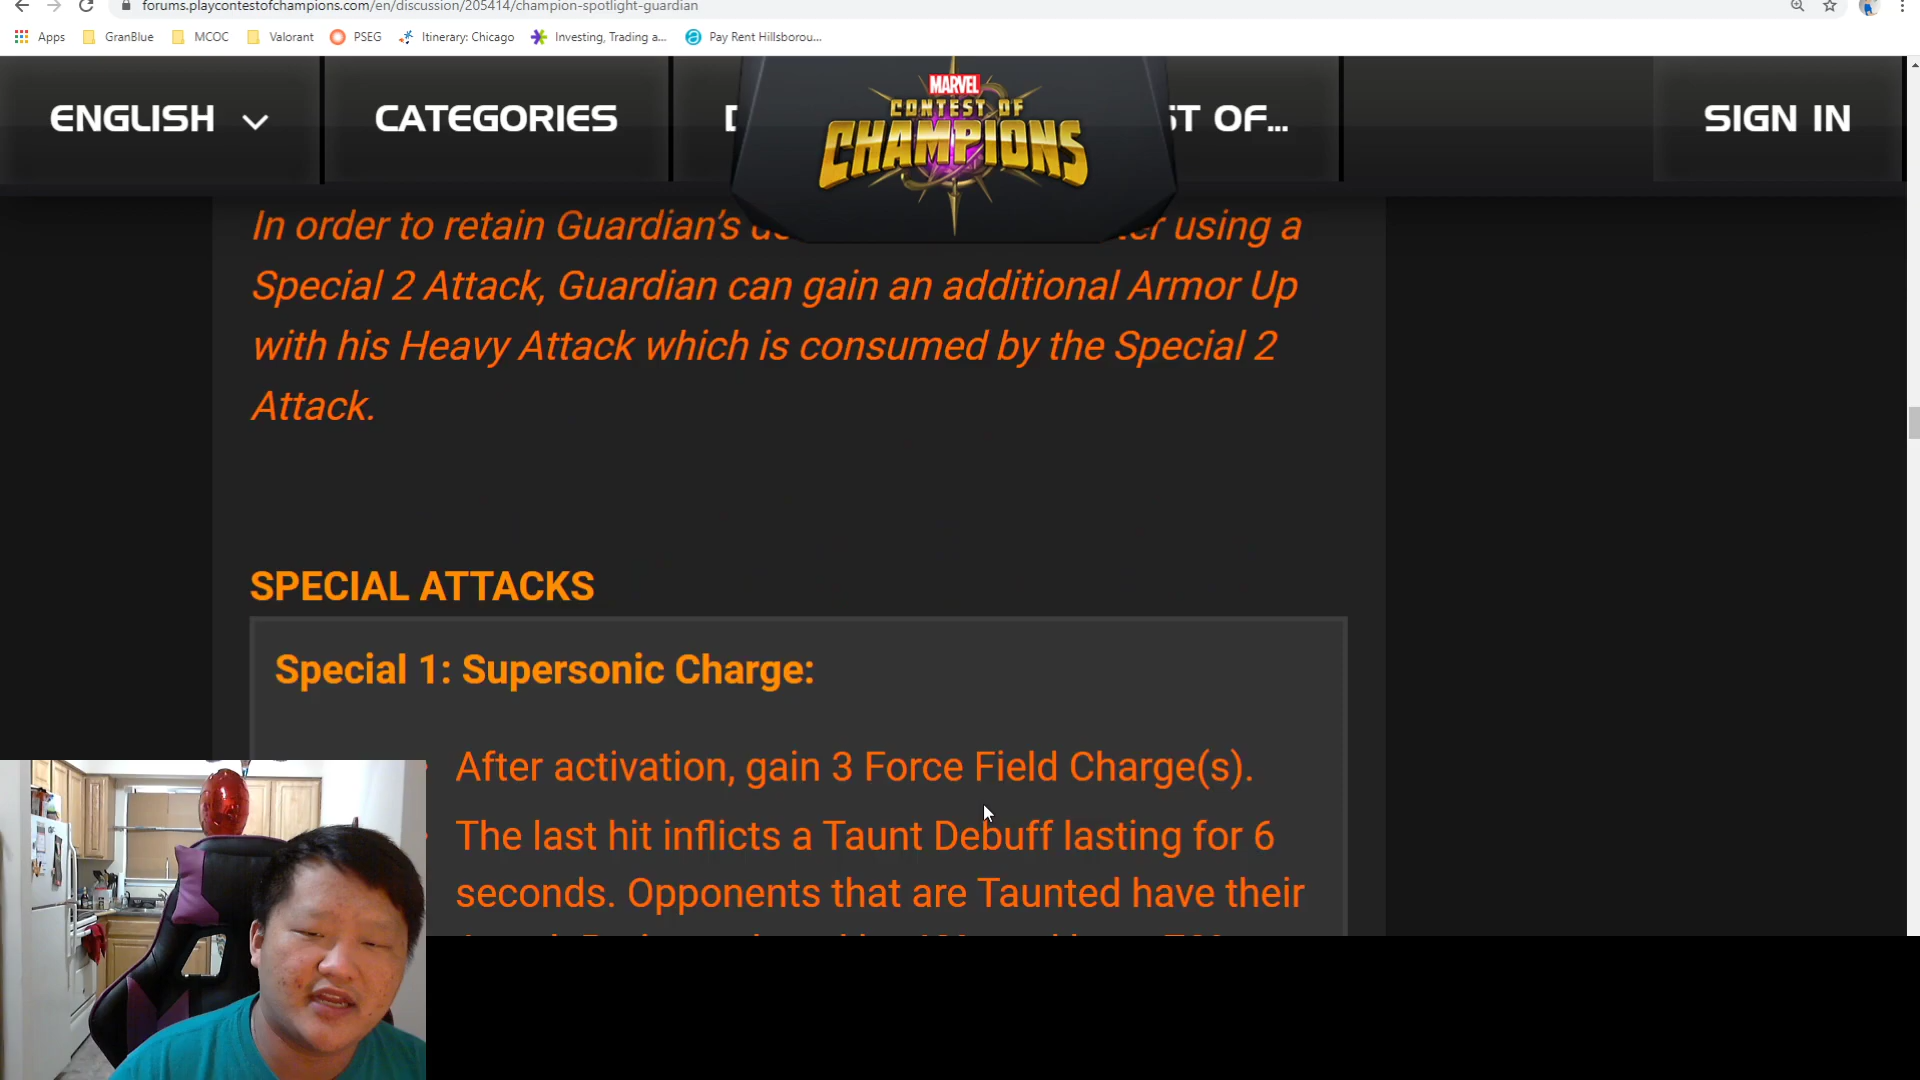 forums.playcontestofchampions.com/en/discussion/205414/champion-spotlight-guardian
Apps GranBlue MCOC Valorant PSEG Itinerary: Chicago Investing, Trading a... Pay Rent Hillsborou...
ENGLISH CATEGORIES D ST OF... SIGN IN
MARVEL
CONTEST OF
CHAMPIONS
In order to retain Guardian's using a
Special 2 Attack, Guardian can gain an additional Armor Up
with his Heavy Attack which is consumed by the Special 2
Attack.
SPECIAL ATTACKS
Special 1: Supersonic Charge:
After activation, gain 3 Force Field Charge(s).
The last hit inflicts a Taunt Debuff lasting for 6
seconds. Opponents that are Taunted have their